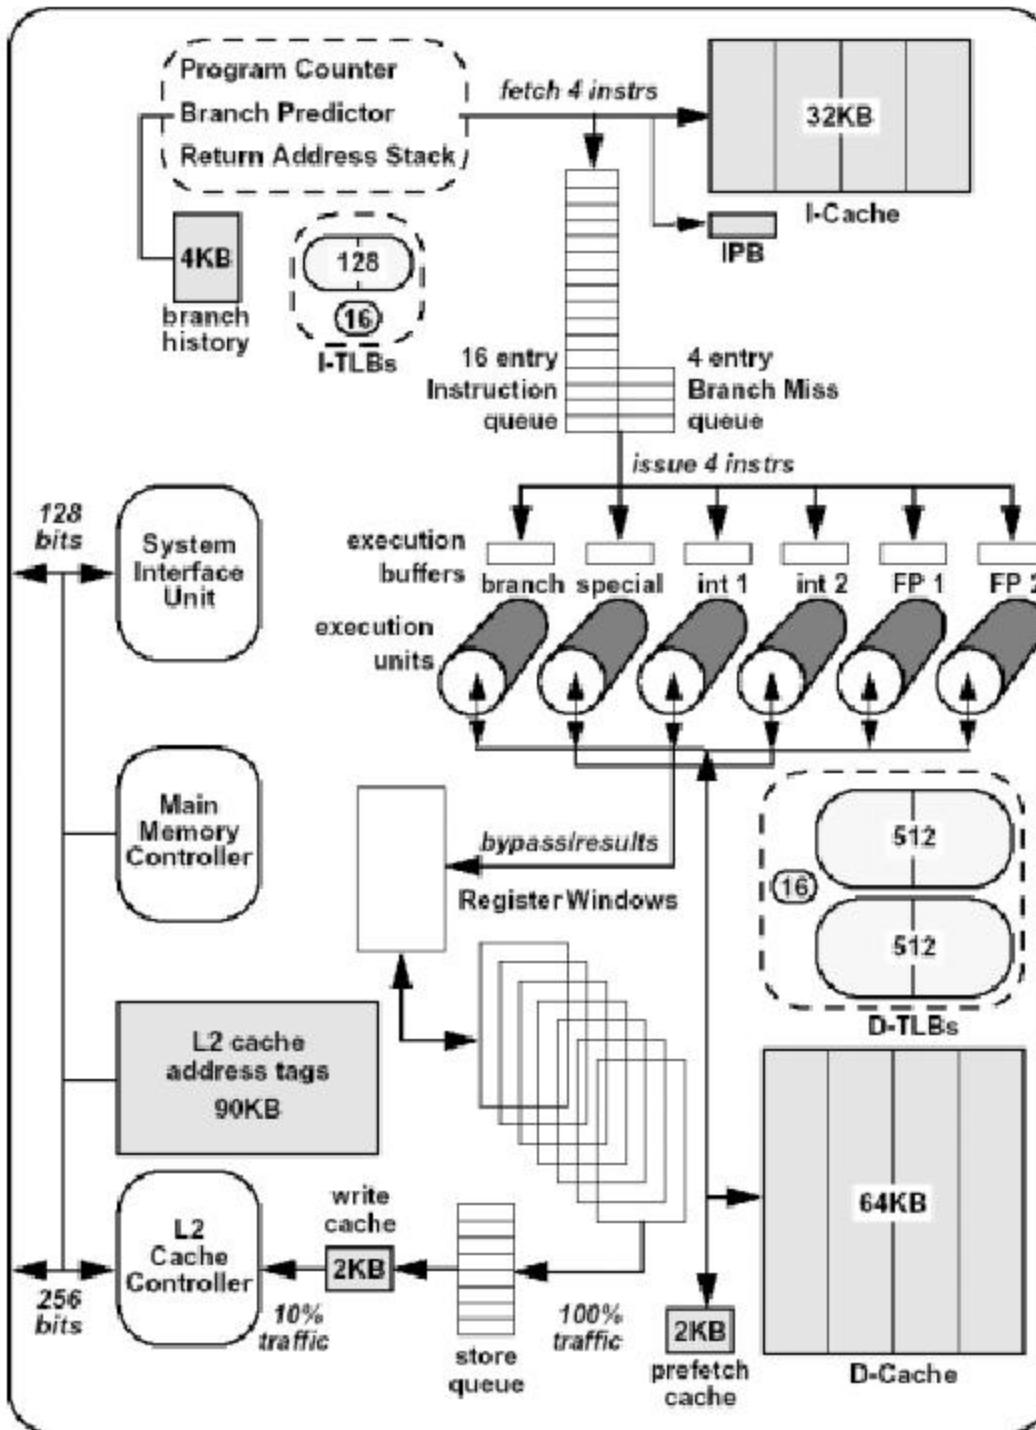 Program Counter
Branch Predictor
Return Address Stack
fetch 4 instrs
32KB
I-Cache
IPB
4KB
branch
history
128
16
I-TLBs
16 entry
Instruction
queue
4 entry
Branch Miss
queue
issue 4 instrs
128
bits
System
Interface
Unit
execution
buffers
branch
special
int 1
int 2
FP 1
FP 2
execution
units
Main
Memory
Controller
bypass/results
Register Windows
512
16
512
D-TLBs
L2 cache
address tags
90KB
64KB
D-Cache
L2
Cache
Controller
256
bits
write
cache
2KB
10%
traffic
store
queue
100%
traffic
2KB
prefetch
cache